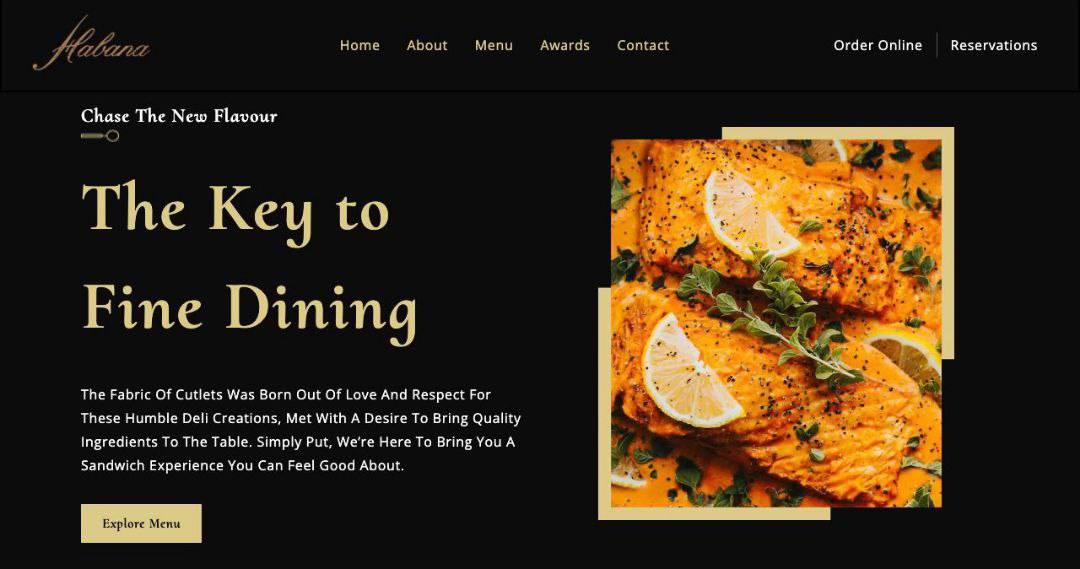 Habana
Home About Menu Awards Contact
Order Online Reservations
Chase The New Flavour
The Key to
Fine Dining
The Fabric Of Cutlets Was Born Out Of Love And Respect For
These Humble Deli Creations, Met With A Desire To Bring Quality
Ingredients To The Table. Simply Put, We’re Here To Bring You A
Sandwich Experience You Can Feel Good About.
Explore Menu